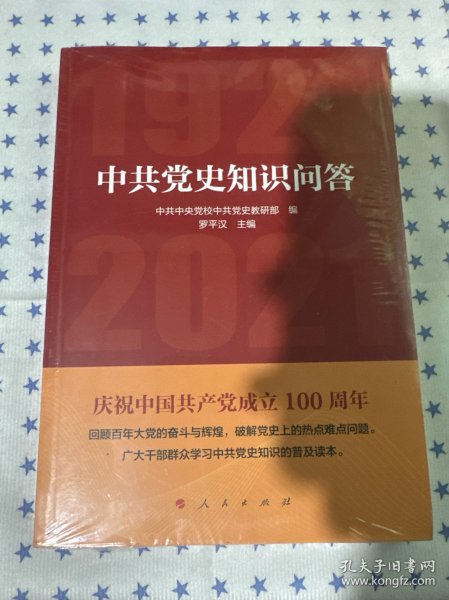 1921
中共党史知识问答
中共中央党校中共党史教研部 编
罗平汉 主编
2021
庆祝中国共产党成立100周年
回顾百年大党的奋斗与辉煌，破解党史上的热点难点问题。
广大干部群众学习中共党史知识的普及读本。
人民出版社
孔夫子旧书网
www.kongfz.com